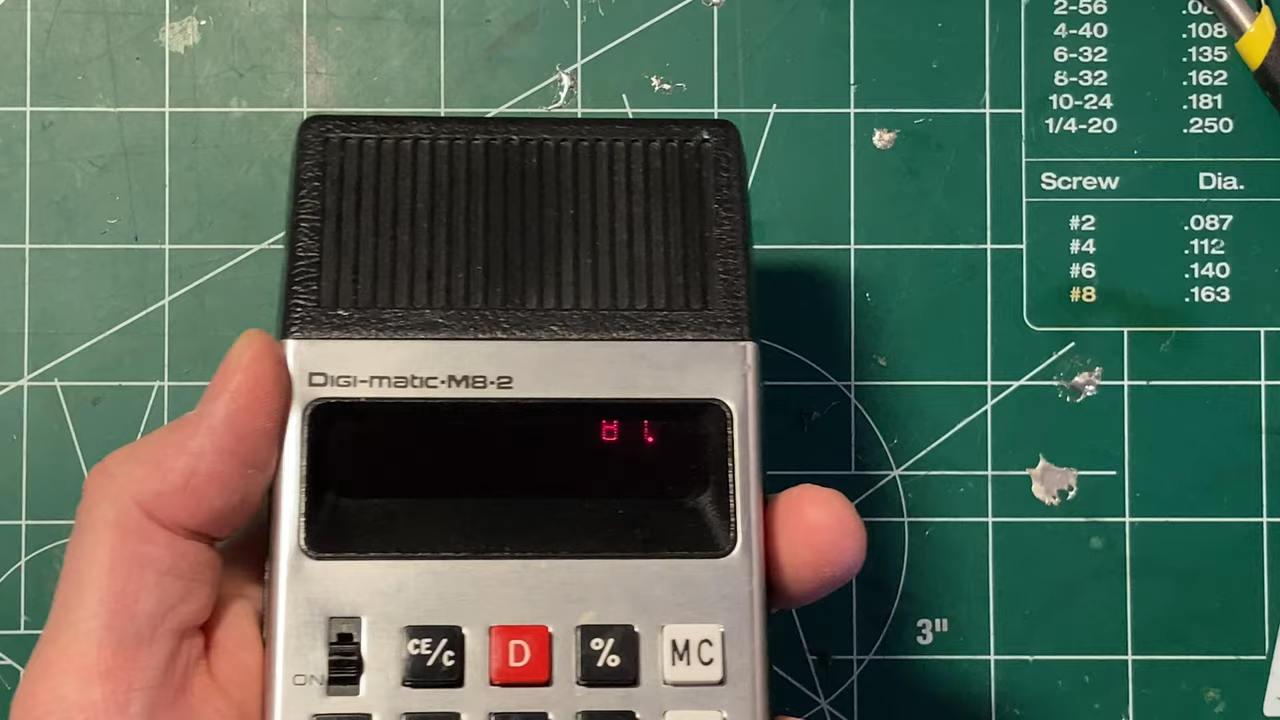 2-56
4-40 .108
6-32 .135
8-32 .162
10-24 .181
1/4-20 .250
Screw Dia.
#2 .087
#4 .112
#6 .140
#8 .163
DIGI-matic·M8·2
ON
CE/C D % MC
3"